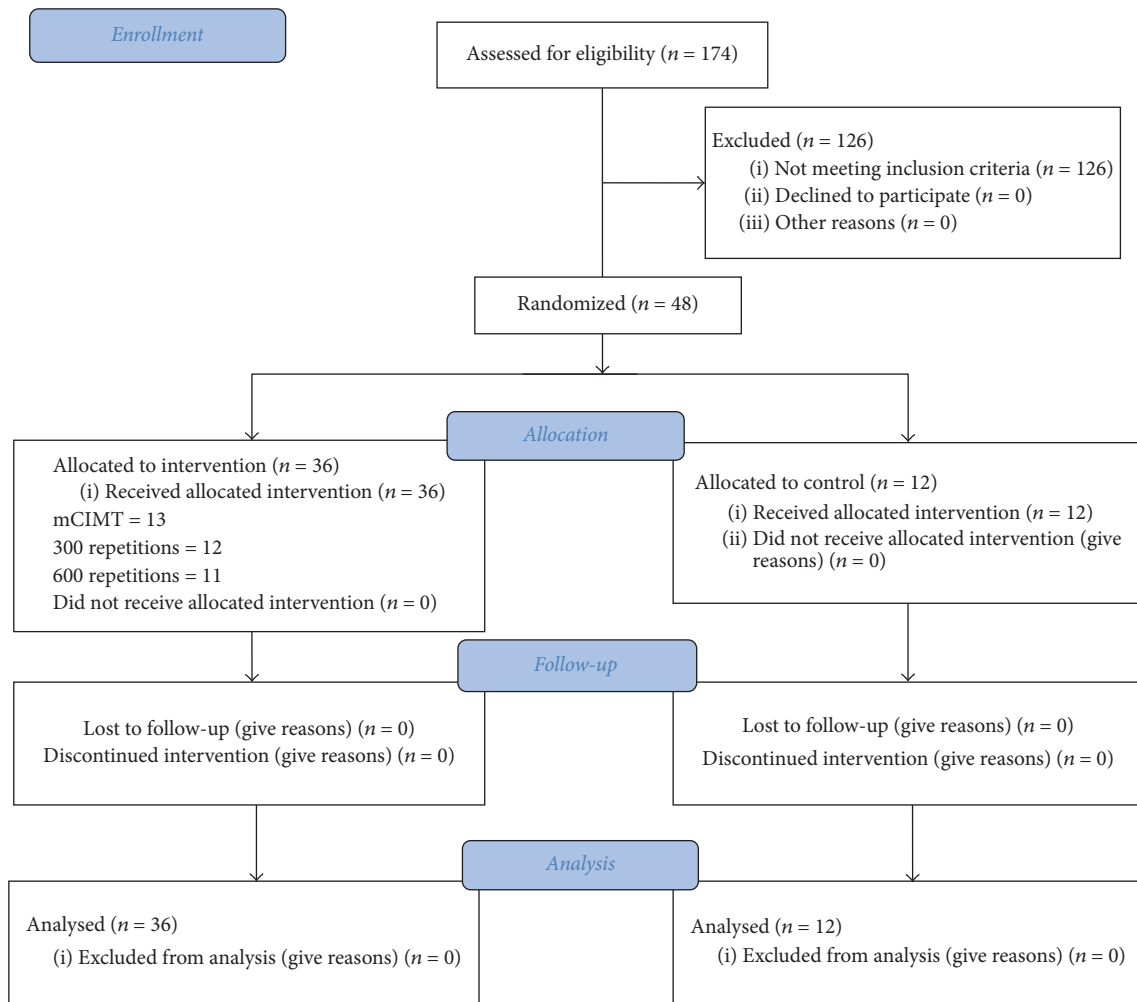 Enrollment
Assessed for eligibility (n = 174)
Excluded (n = 126)
(i) Not meeting inclusion criteria (n = 126)
(ii) Declined to participate (n = 0)
(iii) Other reasons (n = 0)
Randomized (n = 48)
Allocation
Allocated to intervention (n = 36)
(i) Received allocated intervention (n = 36)
mCIMT = 13
300 repetitions = 12
600 repetitions = 11
Did not receive allocated intervention (n = 0)
Allocated to control (n = 12)
(i) Received allocated intervention (n = 12)
(ii) Did not receive allocated intervention (give
reasons) (n = 0)
Follow-up
Lost to follow-up (give reasons) (n = 0)
Discontinued intervention (give reasons) (n = 0)
Lost to follow-up (give reasons) (n = 0)
Discontinued intervention (give reasons) (n = 0)
Analysis
Analysed (n = 36)
(i) Excluded from analysis (give reasons) (n = 0)
Analysed (n = 12)
(i) Excluded from analysis (give reasons) (n = 0)